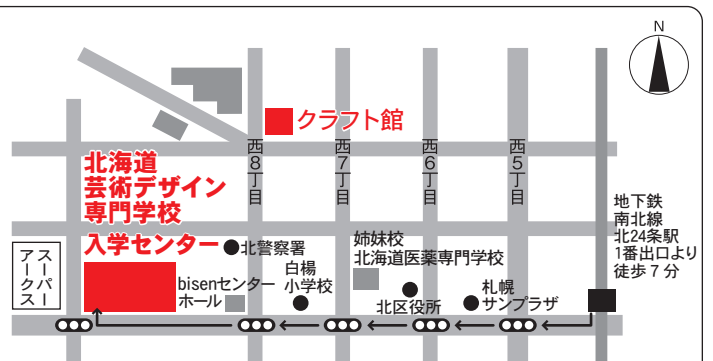 N
クラフト館
西8丁目
西7丁目
西6丁目
西5丁目
北海道
芸術デザイン
専門学校
入学センター
スーパー
アークス
北警察署
bisenセンター
ホール
白楊
小学校
姉妹校
北海道医薬専門学校
北区役所
札幌
サンプラザ
地下鉄
南北線
北24条駅
1番出口より
徒歩7分